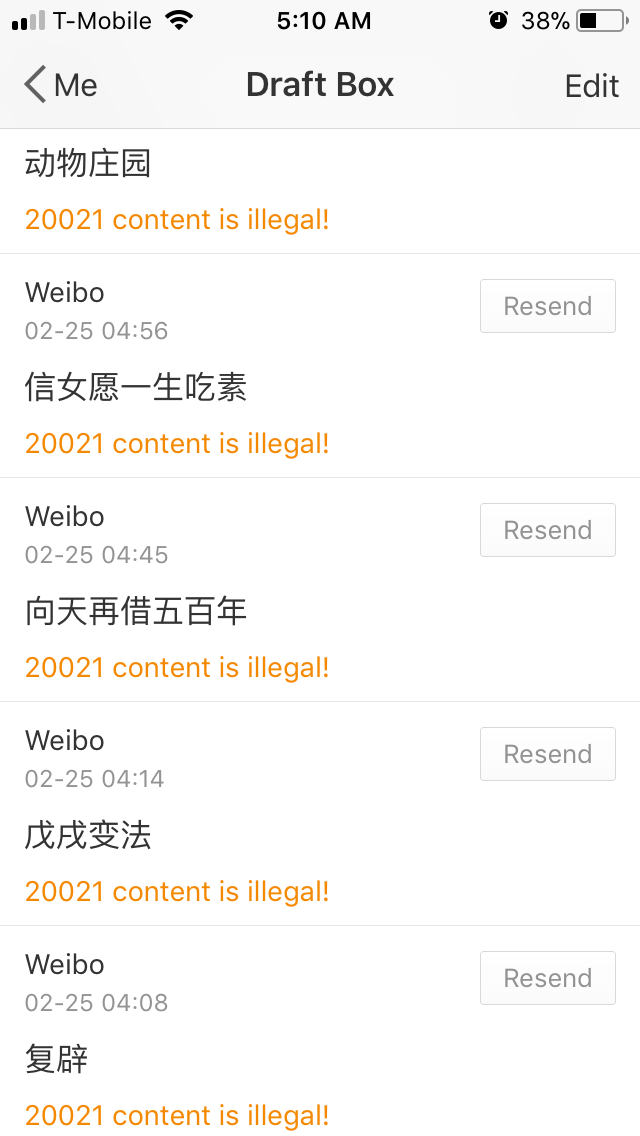 T-Mobile 5:10 AM 38%
Me Draft Box Edit
动物庄园
20021 content is illegal!
Weibo Resend
02-25 04:56
信女愿一生吃素
20021 content is illegal!
Weibo Resend
02-25 04:45
向天再借五百年
20021 content is illegal!
Weibo Resend
02-25 04:14
戊戌变法
20021 content is illegal!
Weibo Resend
02-25 04:08
复辟
20021 content is illegal!